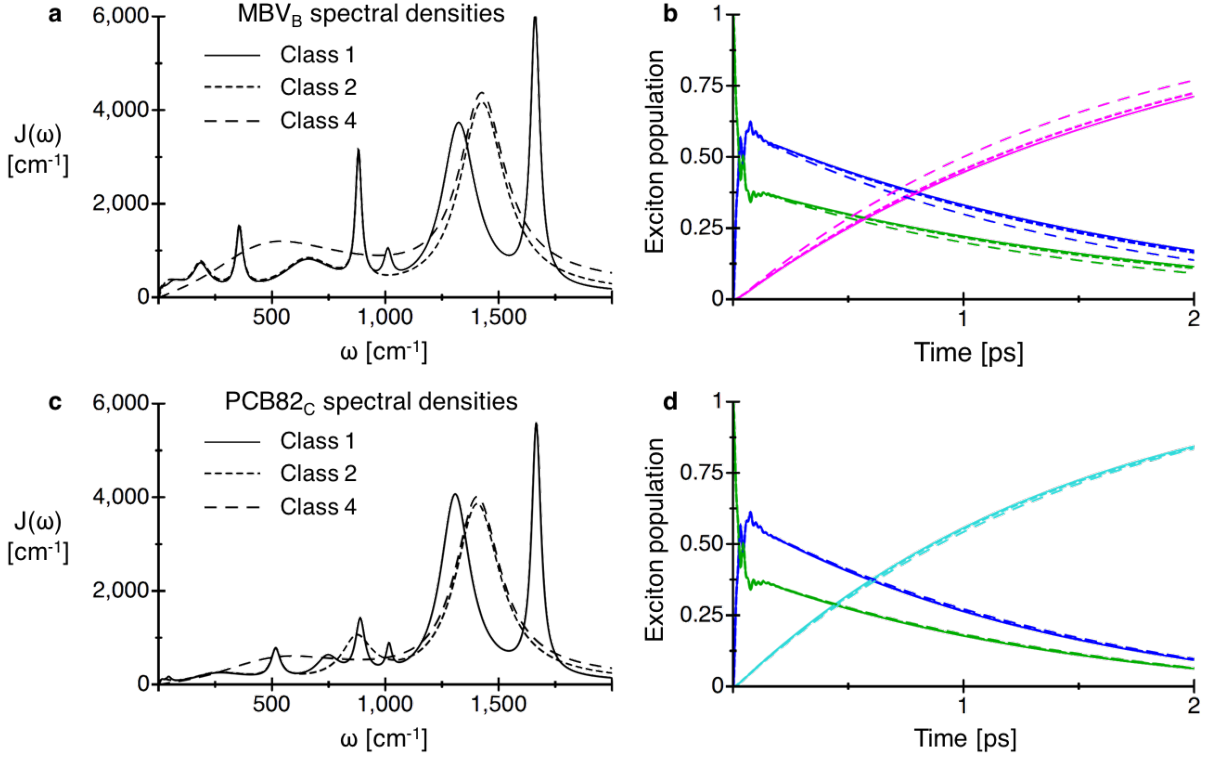 a
MBV_B spectral densities
6,000
4,000
2,000
0
J(ω)
[cm⁻¹]
Class 1
Class 2
Class 4
500
1,000
1,500
ω [cm⁻¹]
b
1
0.75
0.50
0.25
0
Exciton population
1
2
Time [ps]
c
PCB82_C spectral densities
6,000
4,000
2,000
0
J(ω)
[cm⁻¹]
Class 1
Class 2
Class 4
500
1,000
1,500
ω [cm⁻¹]
d
1
0.75
0.50
0.25
0
Exciton population
1
2
Time [ps]